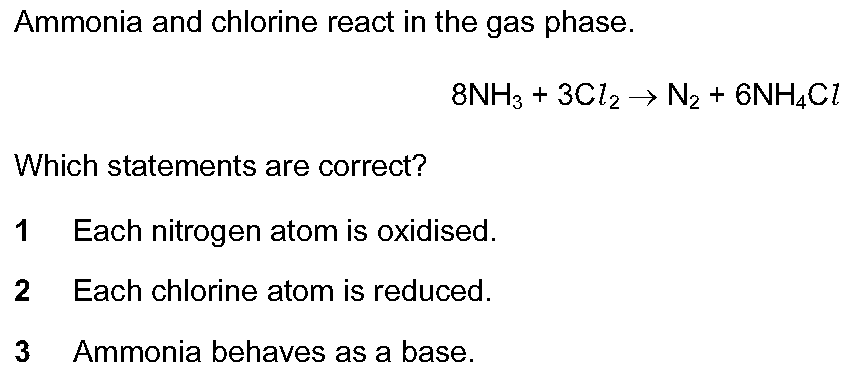 Ammonia and chlorine react in the gas phase.
8NH₃ + 3Cl₂ → N₂ + 6NH₄Cl
Which statements are correct?
1 Each nitrogen atom is oxidised.
2 Each chlorine atom is reduced.
3 Ammonia behaves as a base.